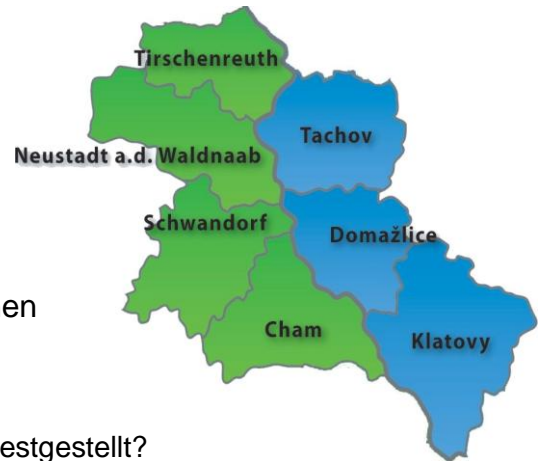 Tirschenreuth
Tachov
Neustadt a.d. Waldnaab
Schwandorf
Domažlice
en
Cham
Klatovy
estgestellt?